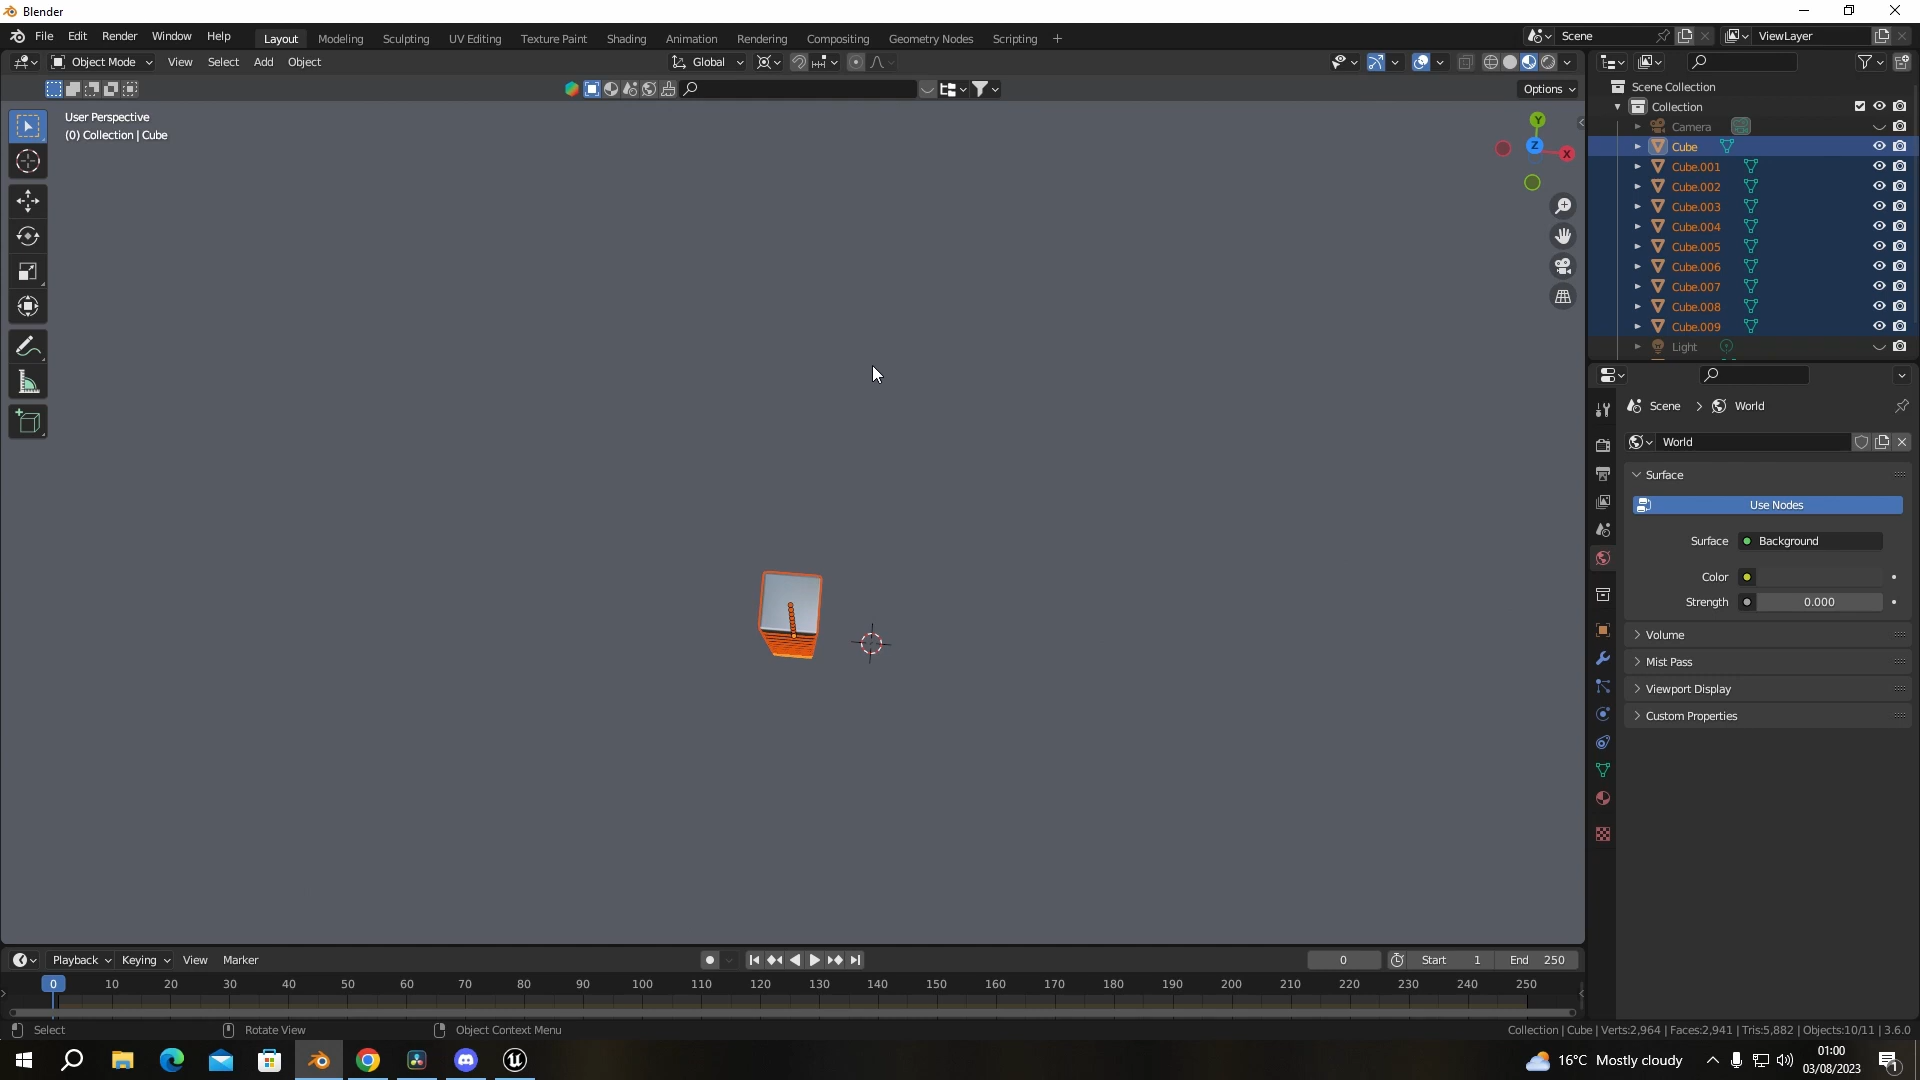 Blender
File Edit Render Window Help Layout Modeling Sculpting UV Editing Texture Paint Shading Animation Rendering Compositing Geometry Nodes Scripting + Scene ViewLayer
Object Mode View Select Add Object Global
Options
User Perspective
(0) Collection | Cube
Y
Z
X
Scene Collection
Collection
Camera
Cube
Cube.001
Cube.002
Cube.003
Cube.004
Cube.005
Cube.006
Cube.007
Cube.008
Cube.009
Light
Scene > World
World
Surface
Use Nodes
Surface Background
Color
Strength 0.000
Volume
Mist Pass
Viewport Display
Custom Properties
Playback Keying View Marker 0 Start 1 End 250
0 10 20 30 40 50 60 70 80 90 100 110 120 130 140 150 160 170 180 190 200 210 220 230 240 250
Select Rotate View Object Context Menu Collection | Cube | Verts:2,964 | Faces:2,941 | Tris:5,882 | Objects:10/11 | 3.6.0
16°C Mostly cloudy
01:00
03/08/2023
1